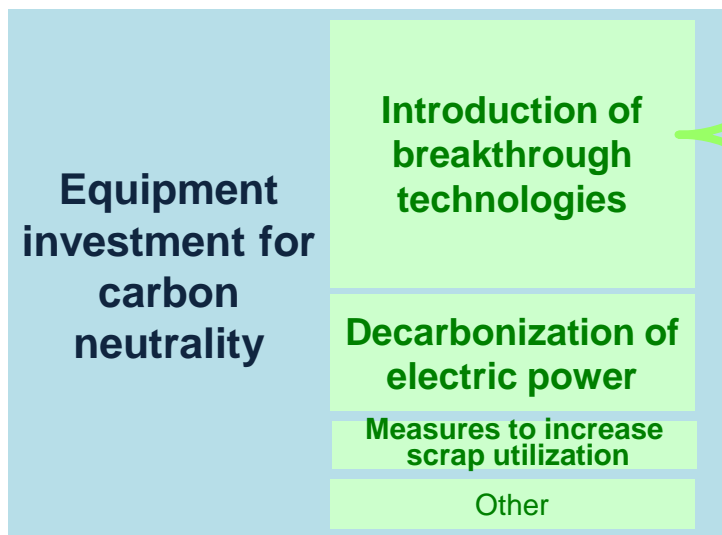 Equipment
investment for
carbon
neutrality
Introduction of
breakthrough
technologies
Decarbonization of
electric power
Measures to increase
scrap utilization
Other